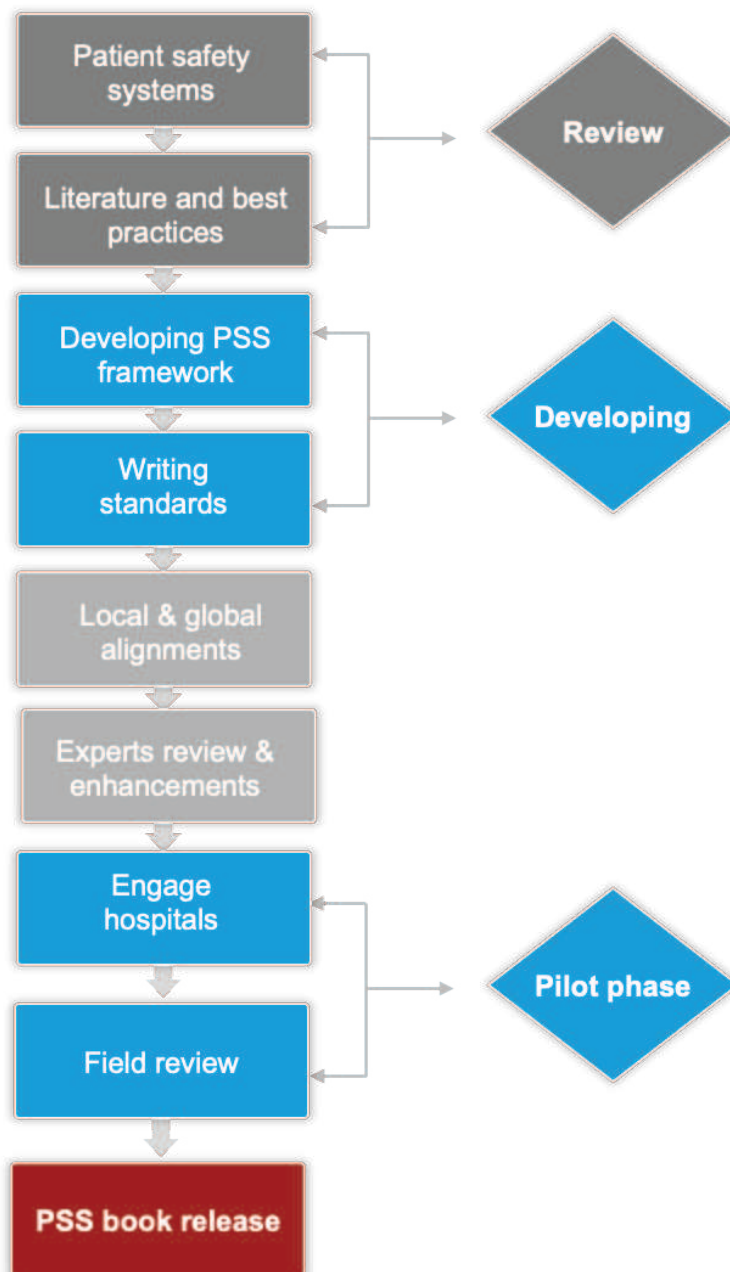 Patient safety
systems
Review
Literature and best
practices
Developing PSS
framework
Developing
Writing
standards
Local & global
alignments
Experts review &
enhancements
Engage
hospitals
Pilot phase
Field review
PSS book release